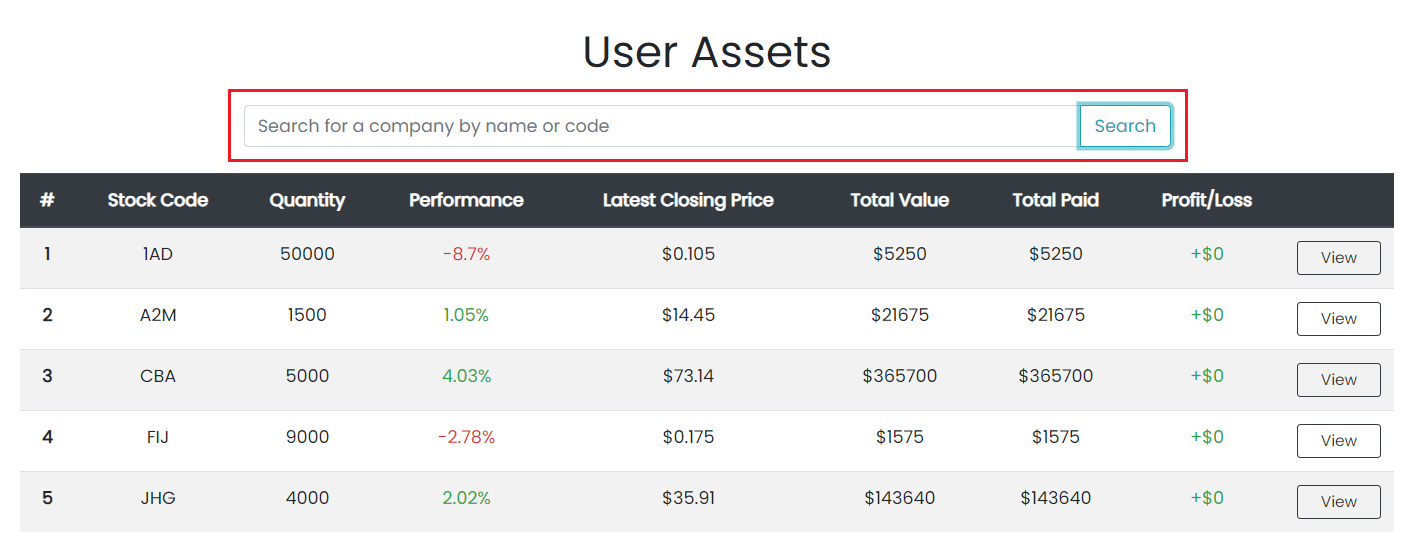 User Assets
Search for a company by name or code Search
# Stock Code Quantity Performance Latest Closing Price Total Value Total Paid Profit/Loss
1 1AD 50000 -8.7% $0.105 $5250 $5250 +$0 View
2 A2M 1500 1.05% $14.45 $21675 $21675 +$0 View
3 CBA 5000 4.03% $73.14 $365700 $365700 +$0 View
4 FIJ 9000 -2.78% $0.175 $1575 $1575 +$0 View
5 JHG 4000 2.02% $35.91 $143640 $143640 +$0 View